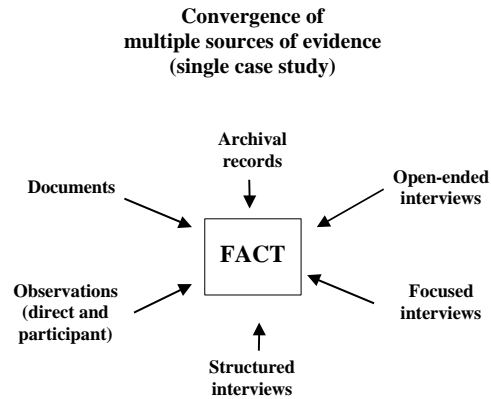 Convergence of
multiple sources of evidence
(single case study)
Archival
records
Documents
Open-ended
interviews
FACT
Observations
(direct and
participant)
Focused
interviews
Structured
interviews